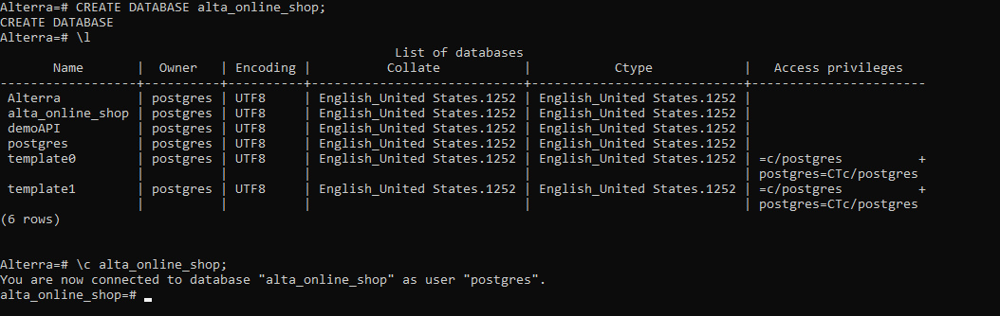 Alterra=# CREATE DATABASE alta_online_shop;
CREATE DATABASE
Alterra=# \l
                                                    List of databases
       Name       |  Owner   | Encoding |          Collate           |           Ctype            |   Access privileges
------------------+----------+----------+----------------------------+----------------------------+-----------------------
 Alterra          | postgres | UTF8     | English_United States.1252 | English_United States.1252 |
 alta_online_shop | postgres | UTF8     | English_United States.1252 | English_United States.1252 |
 demoAPI          | postgres | UTF8     | English_United States.1252 | English_United States.1252 |
 postgres         | postgres | UTF8     | English_United States.1252 | English_United States.1252 |
 template0        | postgres | UTF8     | English_United States.1252 | English_United States.1252 | =c/postgres          +
                  |          |          |                            |                            | postgres=CTc/postgres
 template1        | postgres | UTF8     | English_United States.1252 | English_United States.1252 | =c/postgres          +
                  |          |          |                            |                            | postgres=CTc/postgres
(6 rows)
Alterra=# \c alta_online_shop;
You are now connected to database "alta_online_shop" as user "postgres".
alta_online_shop=#